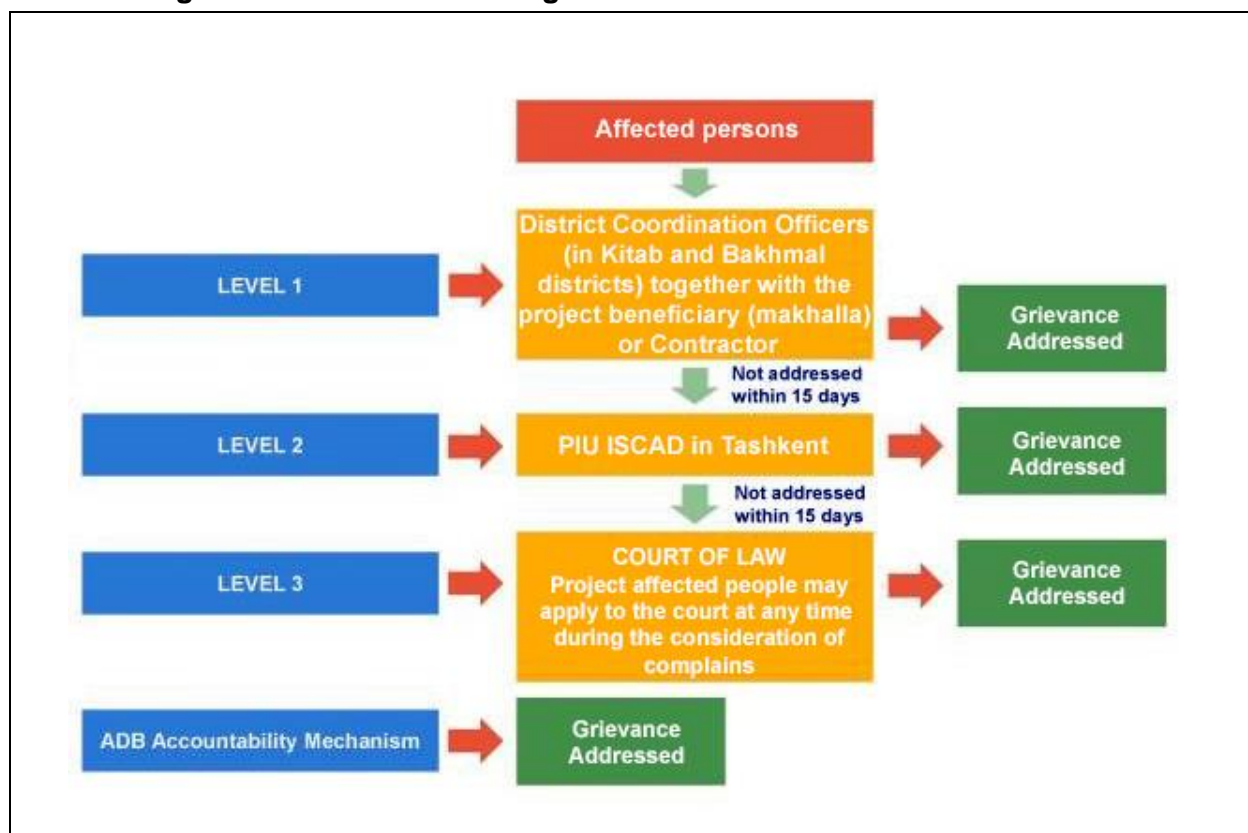 Affected persons
District Coordination Officers
(in Kitab and Bakhmal
districts) together with the
project beneficiary (makhalla)
or Contractor
LEVEL 1
Grievance
Addressed
Not addressed
within 15 days
LEVEL 2
PIU ISCAD in Tashkent
Grievance
Addressed
Not addressed
within 15 days
LEVEL 3
COURT OF LAW
Project affected people may
apply to the court at any time
during the consideration of
complains
Grievance
Addressed
ADB Accountability Mechanism
Grievance
Addressed